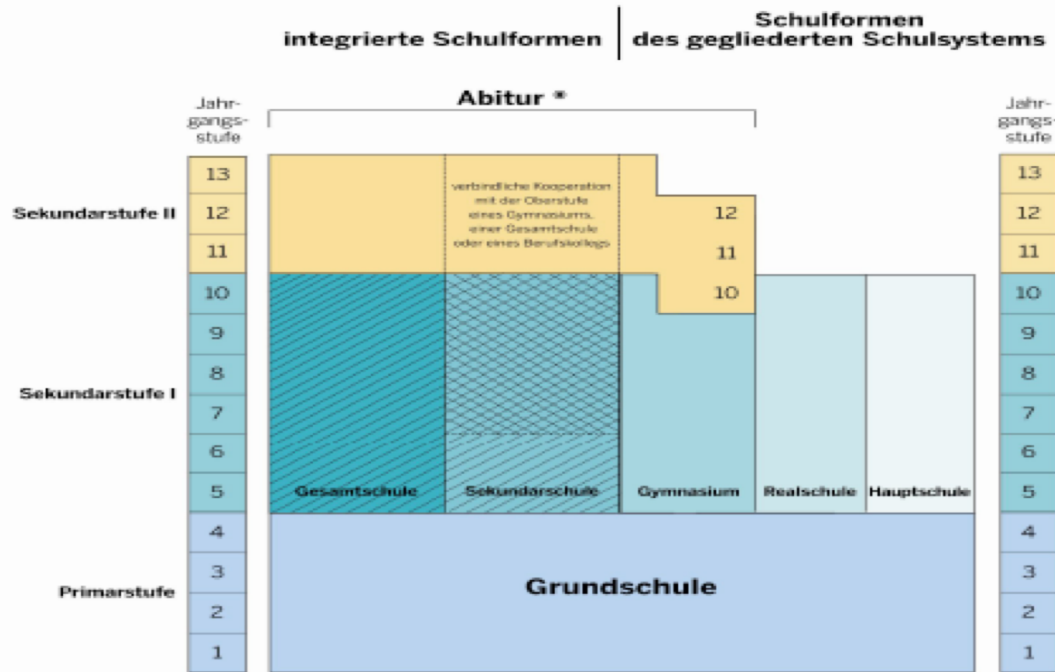 integrierte Schulformen
Schulformen
des gegliederten Schulsystems
Abitur *
Jahr-
gangs-
stufe
Jahr-
gangs-
stufe
Sekundarstufe II
13
12
11
verbindliche Kooperation
mit der Oberstufe
eines Gymnasiums,
einer Gesamtschule
oder eines Berufskollegs
12
11
10
13
12
11
Sekundarstufe I
10
9
8
7
6
5
Gesamtschule
Sekundarschule
Gymnasium
Realschule
Hauptschule
10
9
8
7
6
5
Primarstufe
4
3
2
1
Grundschule
4
3
2
1